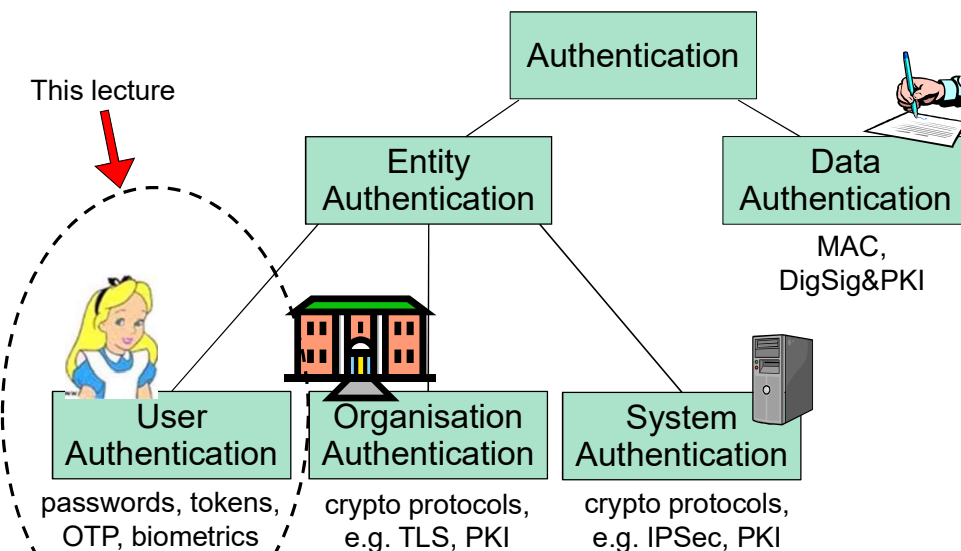 Authentication
This lecture
Entity
Authentication
Data
Authentication
MAC,
DigSig&PKI
User
Authentication
Organisation
Authentication
System
Authentication
passwords, tokens,
OTP, biometrics
crypto protocols,
e.g. TLS, PKI
crypto protocols,
e.g. IPSec, PKI